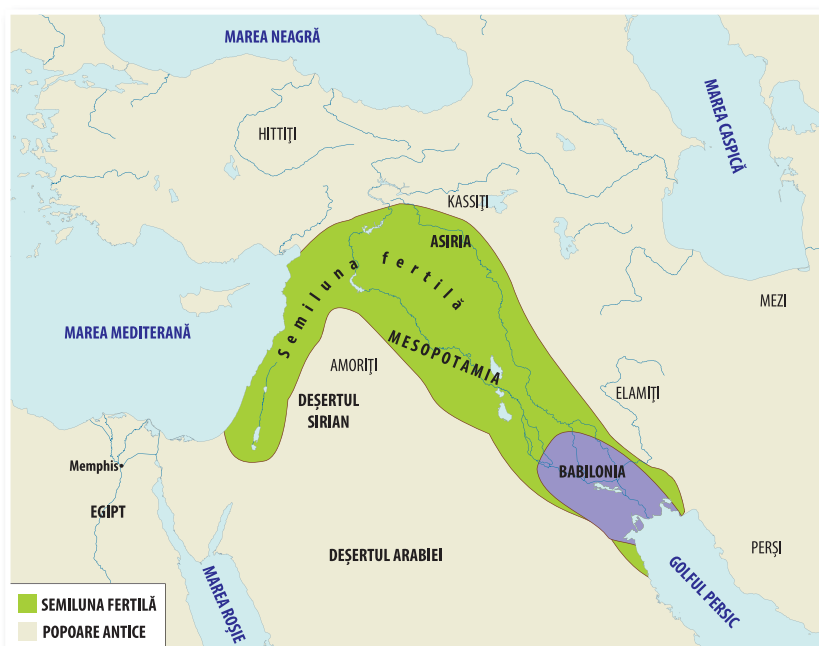 MAREA NEAGRĂ
MAREA CASPICĂ
HITTIȚI
KASSIȚI
ASIRIA
Semiluna fertilă
MEZI
MAREA MEDITERANĂ
MESOPOTAMIA
AMORIȚI
ELAMIȚI
DEȘERTUL
SIRIAN
Memphis
BABILONIA
EGIPT
DEȘERTUL ARABIEI
PERȘI
GOLFUL PERSIC
MAREA ROȘIE
SEMILUNA FERTILĂ
POPOARE ANTICE